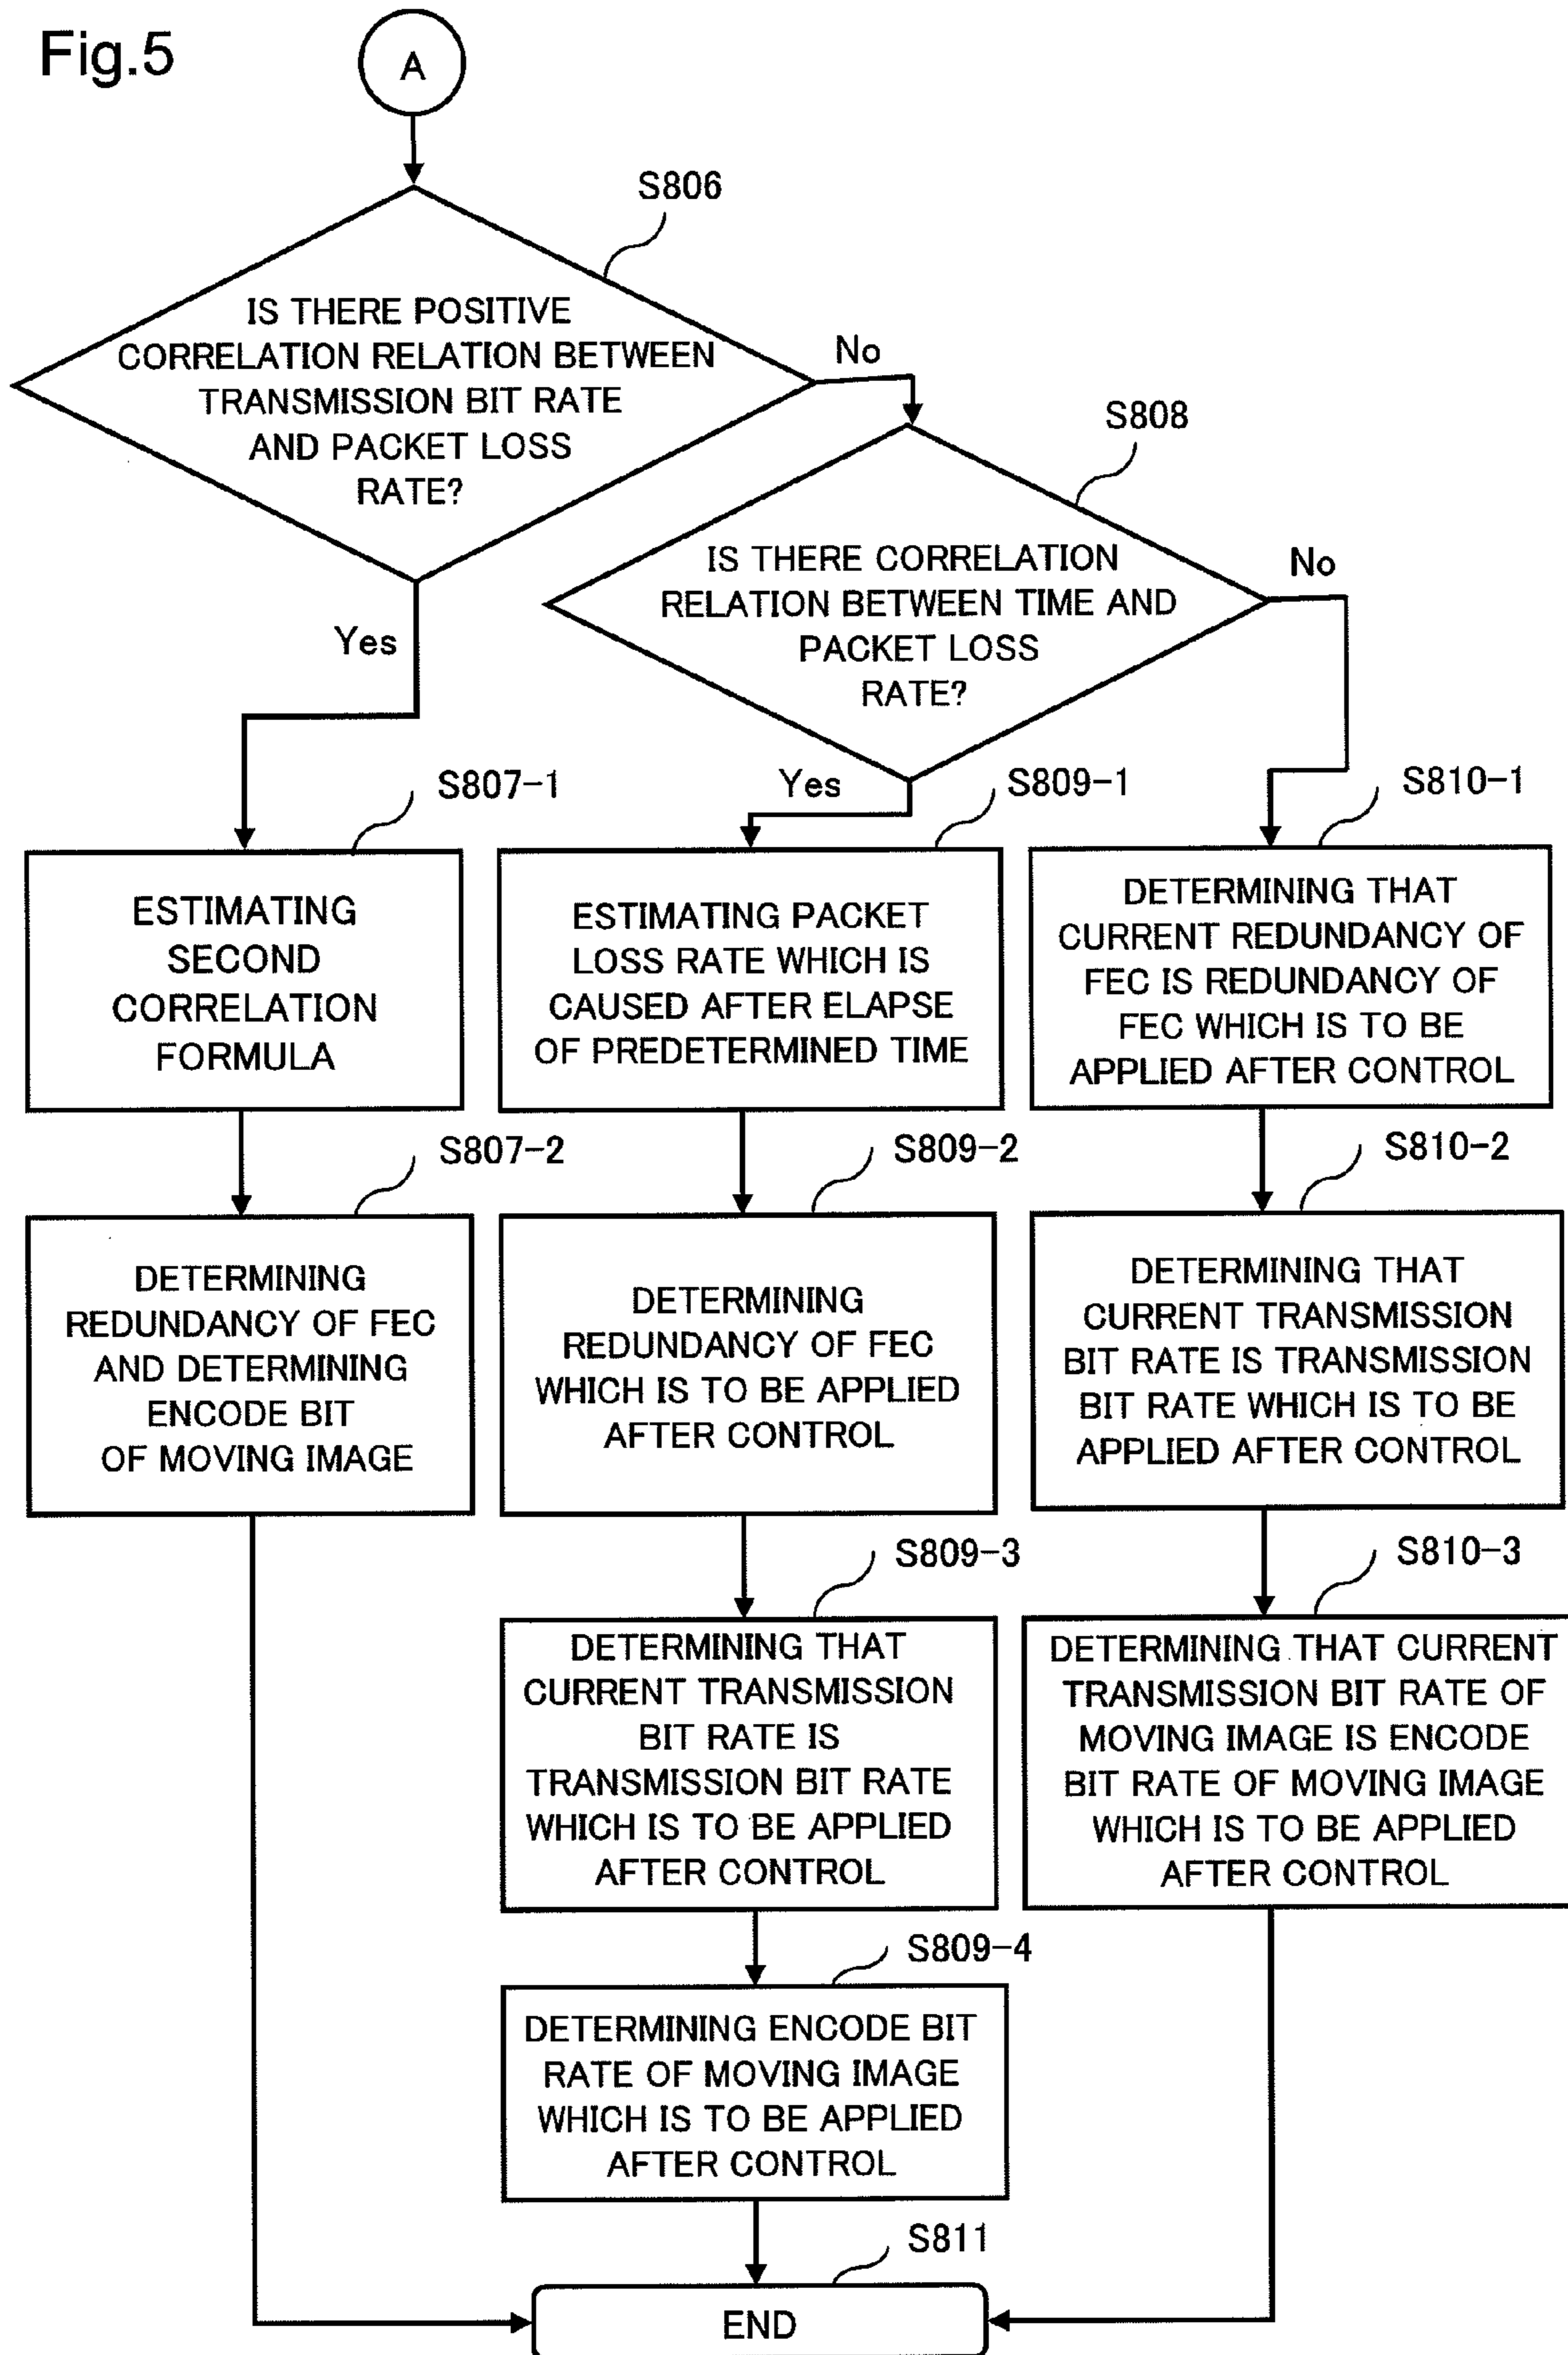 Fig.5
A
S806
IS THERE POSITIVE
CORRELATION RELATION BETWEEN
TRANSMISSION BIT RATE
AND PACKET LOSS
RATE?
No
Yes
S808
IS THERE CORRELATION
RELATION BETWEEN TIME AND
PACKET LOSS
RATE?
No
Yes
S807-1
ESTIMATING
SECOND
CORRELATION
FORMULA
S809-1
ESTIMATING PACKET
LOSS RATE WHICH IS
CAUSED AFTER ELAPSE
OF PREDETERMINED TIME
S810-1
DETERMINING THAT
CURRENT REDUNDANCY OF
FEC IS REDUNDANCY OF
FEC WHICH IS TO BE
APPLIED AFTER CONTROL
S807-2
DETERMINING
REDUNDANCY OF FEC
AND DETERMINING
ENCODE BIT
OF MOVING IMAGE
S809-2
DETERMINING
REDUNDANCY OF FEC
WHICH IS TO BE APPLIED
AFTER CONTROL
S810-2
DETERMINING THAT
CURRENT TRANSMISSION
BIT RATE IS TRANSMISSION
BIT RATE WHICH IS TO BE
APPLIED AFTER CONTROL
S809-3
DETERMINING THAT
CURRENT TRANSMISSION
BIT RATE IS
TRANSMISSION BIT RATE
WHICH IS TO BE APPLIED
AFTER CONTROL
S810-3
DETERMINING THAT CURRENT
TRANSMISSION BIT RATE OF
MOVING IMAGE IS ENCODE
BIT RATE OF MOVING IMAGE
WHICH IS TO BE APPLIED
AFTER CONTROL
S809-4
DETERMINING ENCODE BIT
RATE OF MOVING IMAGE
WHICH IS TO BE APPLIED
AFTER CONTROL
S811
END